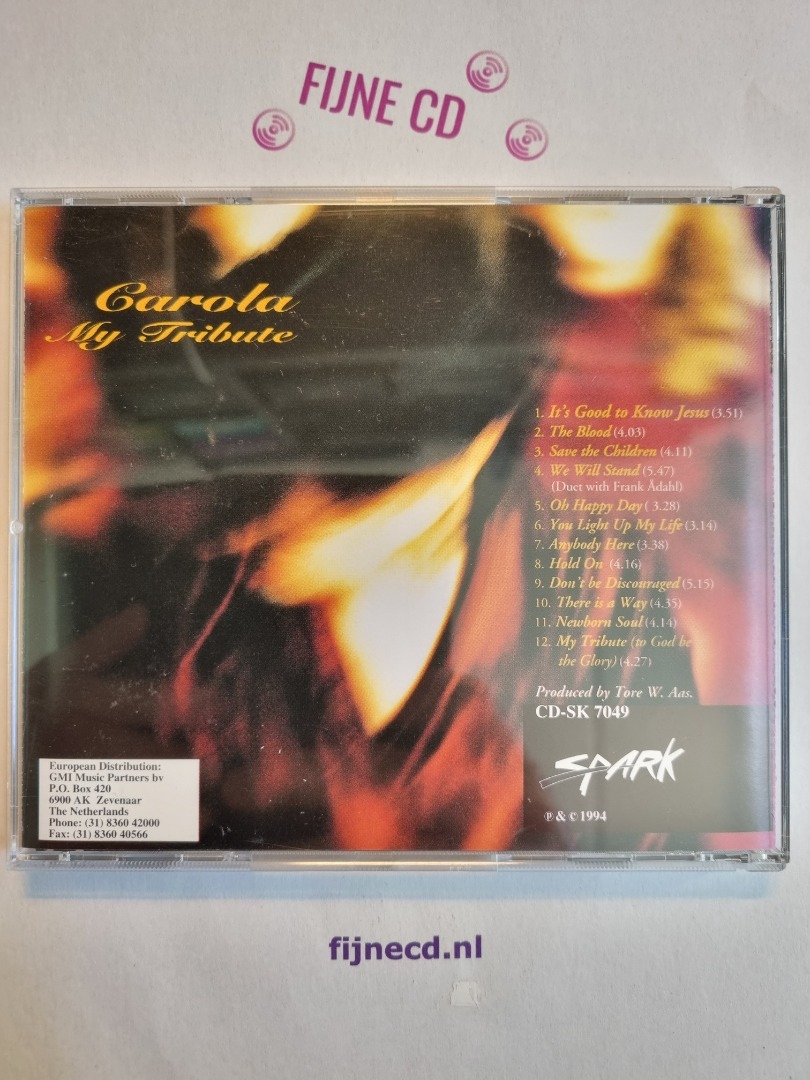 FIJNE CD
Carola
My Tribute
1. It's Good to Know Jesus (3.51)
2. The Blood (4.03)
3. Save the Children (4.11)
4. We Will Stand (5.47)
(Duet with Frank Ådahl)
5. Oh Happy Day ( 3.28)
6. You Light Up My Life (3.14)
7. Anybody Here (3.38)
8. Hold On (4.16)
9. Don't be Discouraged (5.15)
10. There is a Way (4.35)
11. Newborn Soul (4.14)
12. My Tribute (to God be
the Glory) (4.27)
Produced by Tore W. Aas.
CD-SK 7049
SPARK
℗ & © 1994
European Distribution:
GMI Music Partners bv
P.O. Box 420
6900 AK Zevenaar
The Netherlands
Phone: (31) 8360 42000
Fax: (31) 8360 40566
fijnecd.nl